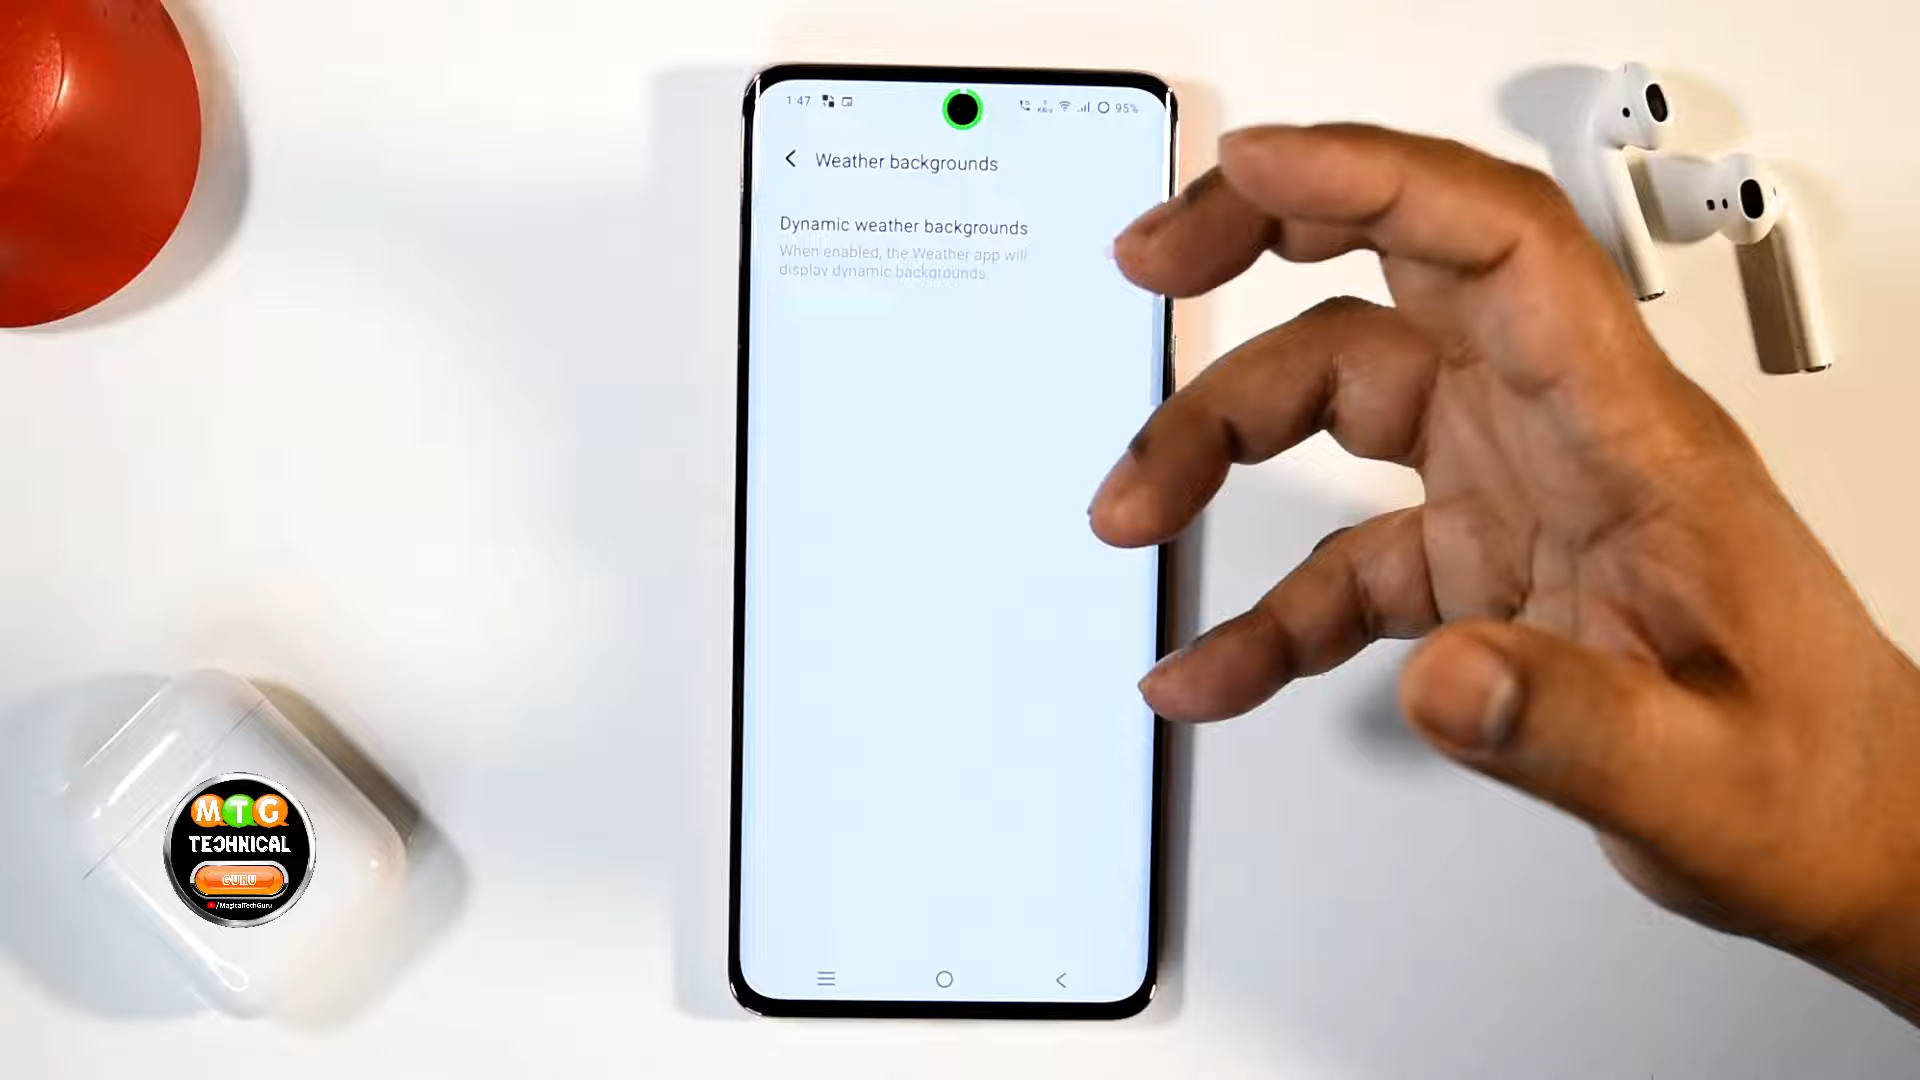 1:47
95%
Weather backgrounds
Dynamic weather backgrounds
When enabled, the Weather app will
display dynamic backgrounds.
MTG
TECHNICAL
GURU
/MagicalTechGuru